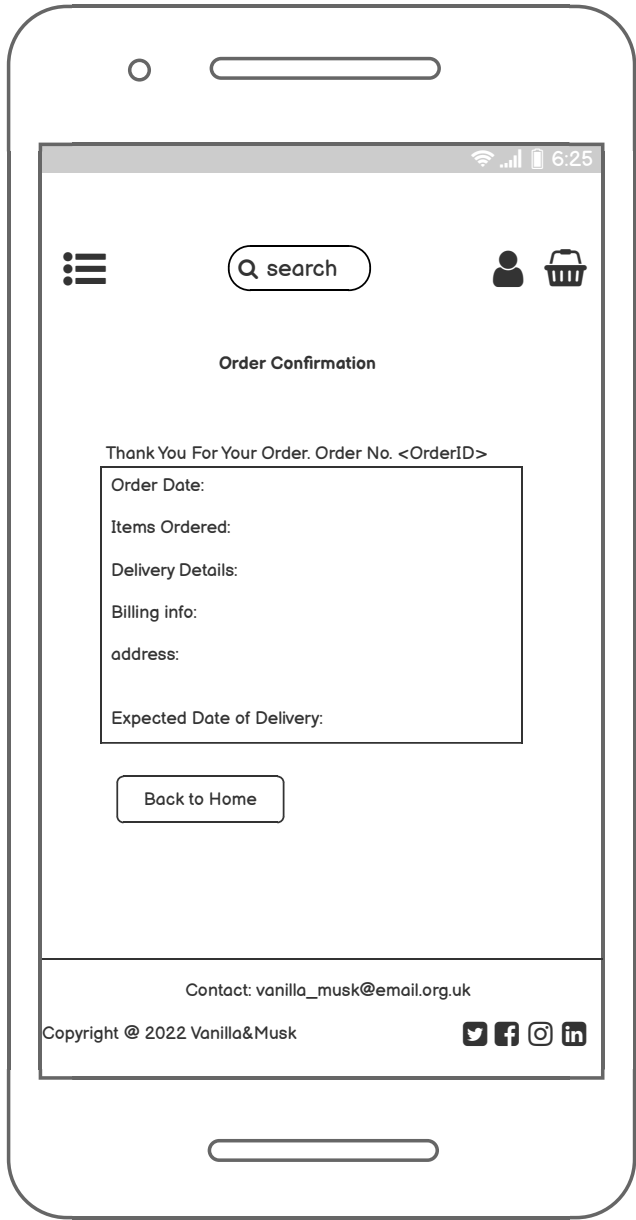 6:25
search
Order Confirmation
Thank You For Your Order. Order No. <OrderID>
Order Date:
Items Ordered:
Delivery Details:
Billing info:
address:
Expected Date of Delivery:
Back to Home
Contact: vanilla_musk@email.org.uk
Copyright @ 2022 Vanilla&Musk